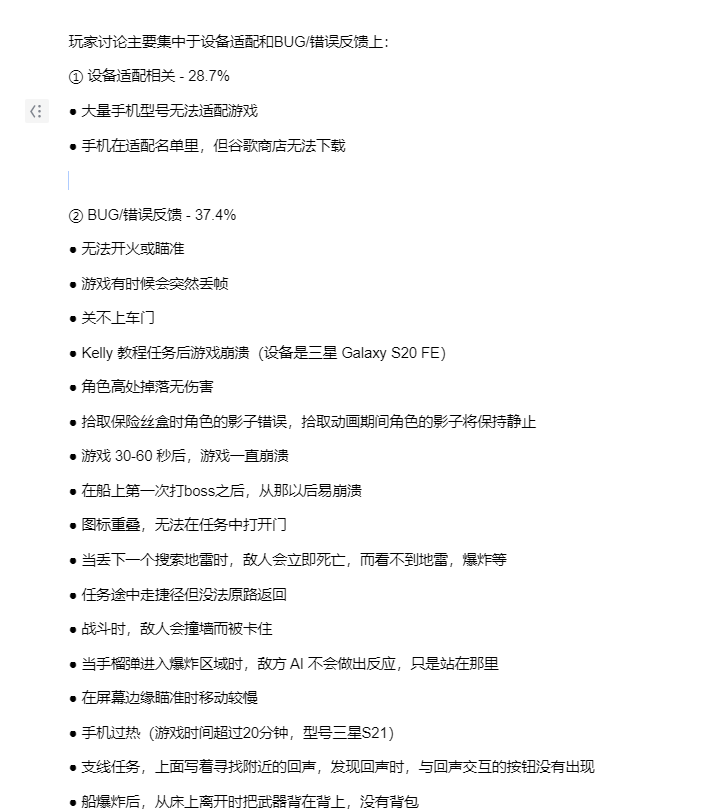 玩家讨论主要集中于设备适配和BUG/错误反馈上：
① 设备适配相关 - 28.7%
● 大量手机型号无法适配游戏
● 手机在适配名单里，但谷歌商店无法下载
② BUG/错误反馈 - 37.4%
● 无法开火或瞄准
● 游戏有时候会突然丢帧
● 关不上车门
● Kelly 教程任务后游戏崩溃（设备是三星 Galaxy S20 FE）
● 角色高处掉落无伤害
● 拾取保险丝盒时角色的影子错误，拾取动画期间角色的影子将保持静止
● 游戏 30-60 秒后，游戏一直崩溃
● 在船上第一次打boss之后，从那以后易崩溃
● 图标重叠，无法在任务中打开门
● 当丢下一个搜索地雷时，敌人会立即死亡，而看不到地雷，爆炸等
● 任务途中走捷径但没法原路返回
● 战斗时，敌人会撞墙而被卡住
● 当手榴弹进入爆炸区域时，敌方 AI 不会做出反应，只是站在那里
● 在屏幕边缘瞄准时移动较慢
● 手机过热（游戏时间超过20分钟，型号三星S21）
● 支线任务，上面写着寻找附近的回声，发现回声时，与回声交互的按钮没有出现
● 船爆炸后，从床上离开时把武器背在背上，没有背包